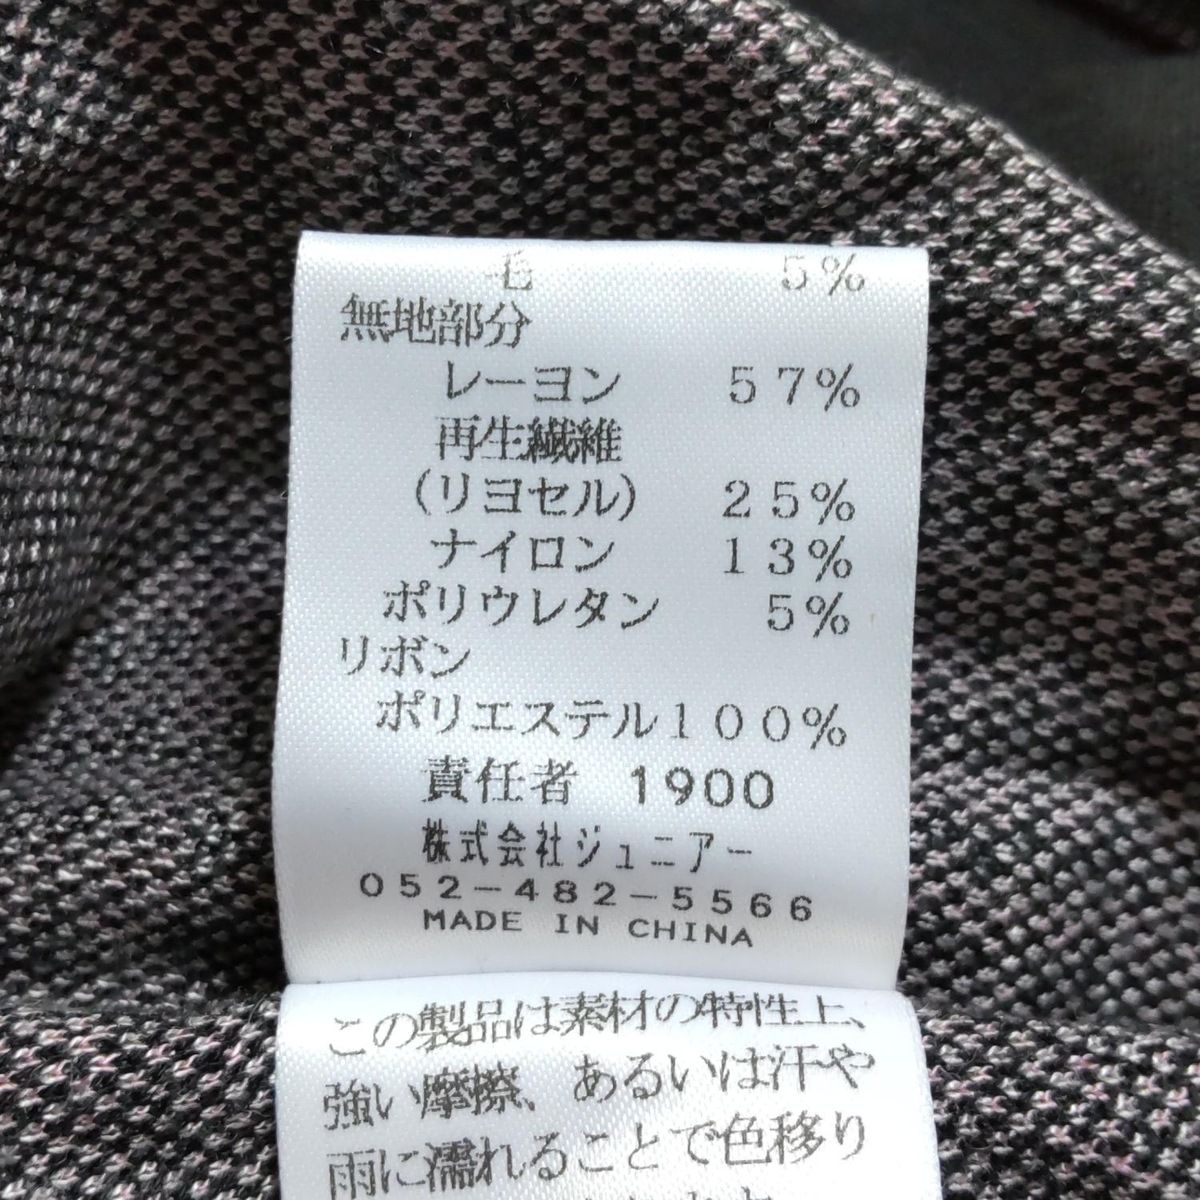 毛 5%
無地部分
レーヨン 57%
再生繊維
(リヨセル) 25%
ナイロン 13%
ポリウレタン 5%
リボン
ポリエステル100%
責任者 1900
株式会社ジュニアー
052-482-5566
MADE IN CHINA
この製品は素材の特性上、
強い摩擦、あるいは汗や
雨に濡れることで色移り